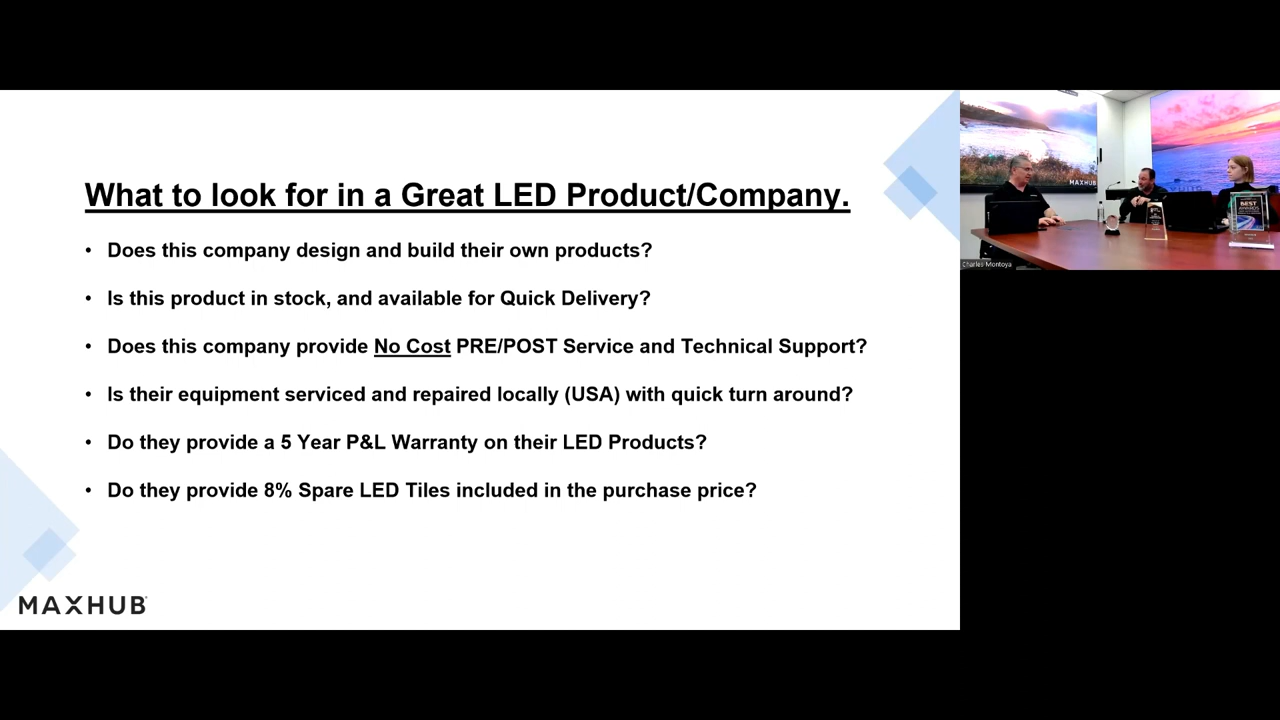 What to look for in a Great LED Product/Company.
• Does this company design and build their own products?
• Is this product in stock, and available for Quick Delivery?
• Does this company provide No Cost PRE/POST Service and Technical Support?
• Is their equipment serviced and repaired locally (USA) with quick turn around?
• Do they provide a 5 Year P&L Warranty on their LED Products?
• Do they provide 8% Spare LED Tiles included in the purchase price?
MAXHUB
MAXHUB
BEST
AWARDS
Charles Montoya